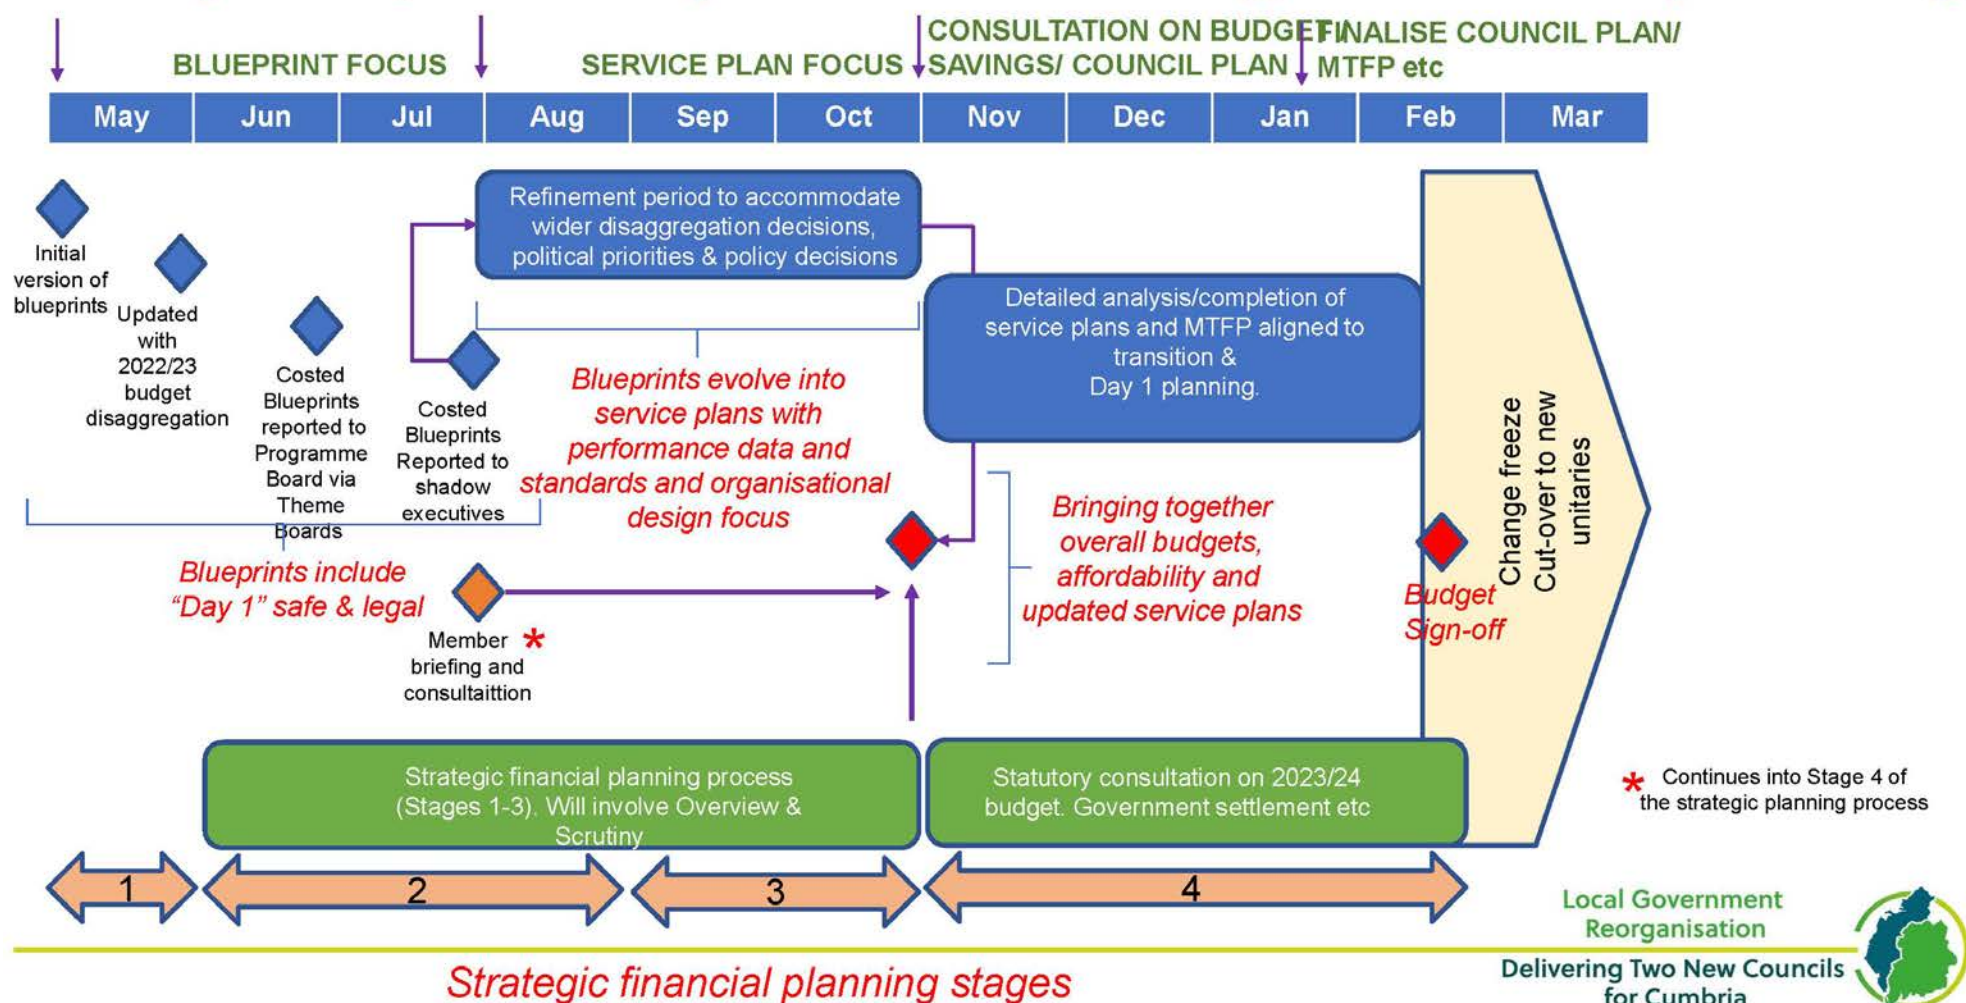 BLUEPRINT FOCUS
SERVICE PLAN FOCUS
CONSULTATION ON BUDGET/
SAVINGS/ COUNCIL PLAN
FINALISE COUNCIL PLAN/
MTFP etc
May
Jun
Jul
Aug
Sep
Oct
Nov
Dec
Jan
Feb
Mar
Initial
version of
blueprints
Updated
with
2022/23
budget
disaggregation
Costed
Blueprints
reported to
Programme
Board via
Theme
Boards
Costed
Blueprints
Reported to
shadow
executives
Refinement period to accommodate
wider disaggregation decisions,
political priorities & policy decisions
Detailed analysis/completion of
service plans and MTFP aligned to
transition &
Day 1 planning.
Blueprints evolve into
service plans with
performance data and
standards and organisational
design focus
Blueprints include
“Day 1” safe & legal
Member *
briefing and
consultaittion
Bringing together
overall budgets,
affordability and
updated service plans
Budget
Sign-off
Change freeze
Cut-over to new
unitaries
Strategic financial planning process
(Stages 1-3). Will involve Overview &
Scrutiny
Statutory consultation on 2023/24
budget. Government settlement etc
* Continues into Stage 4 of
the strategic planning process
1
2
3
4
Strategic financial planning stages
Local Government
Reorganisation
Delivering Two New Councils
for Cumbria